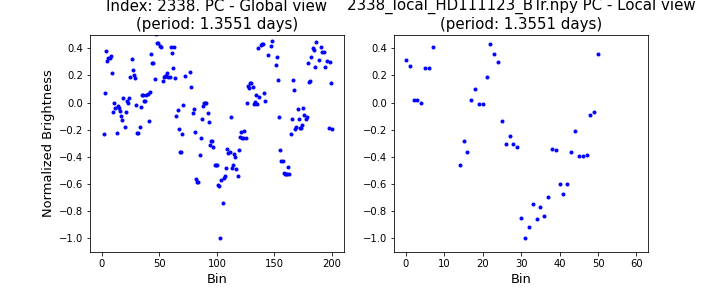 Index: 2338. PC - Global view
(period: 1.3551 days)
2338_local_HD111123_BTr.npy PC - Local view
(period: 1.3551 days)
Normalized Brightness
0.4
0.2
0.0
−0.2
−0.4
−0.6
−0.8
−1.0
0 50 100 150 200
Bin
0.4
0.2
0.0
−0.2
−0.4
−0.6
−0.8
−1.0
0 10 20 30 40 50 60
Bin